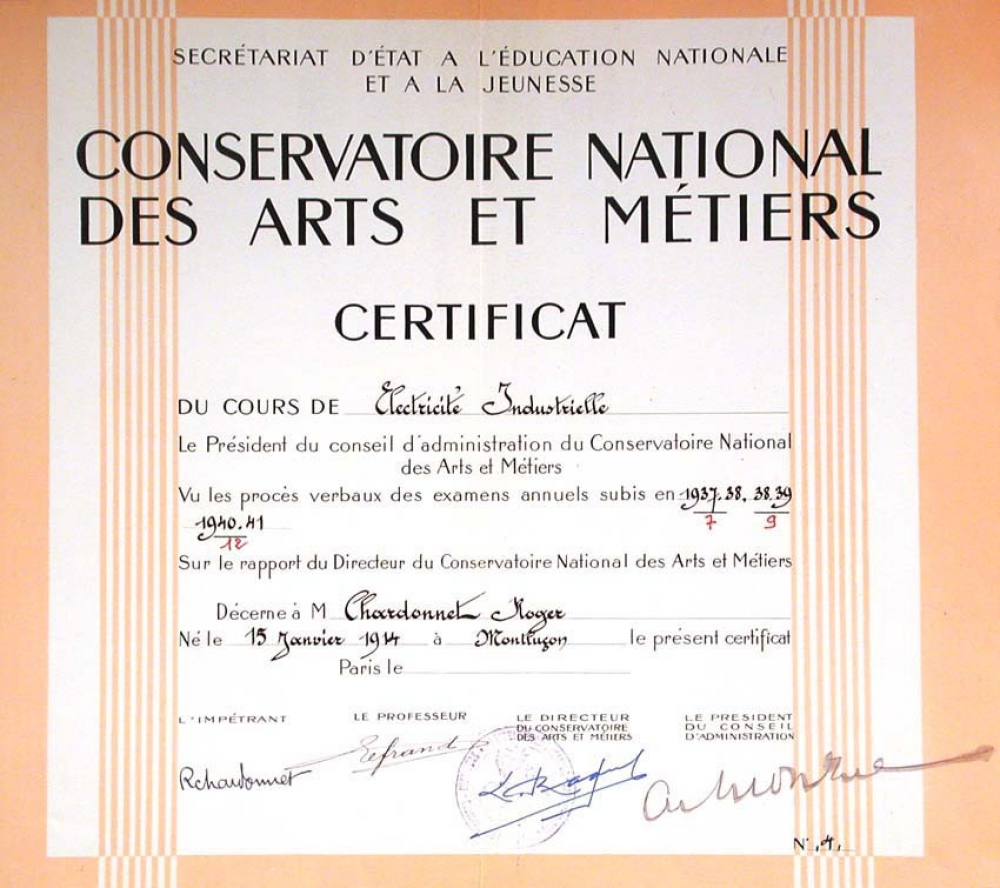 SECRÉTARIAT D'ÉTAT A L'ÉDUCATION NATIONALE
ET A LA JEUNESSE
CONSERVATOIRE NATIONAL
DES ARTS ET MÉTIERS
CERTIFICAT
DU COURS DE Électricité Industrielle
Le Président du conseil d'administration du Conservatoire National
des Arts et Métiers
Vu les procès verbaux des examens annuels subis en 1937.38, 38.39
7 9
1940.41
12
Sur le rapport du Directeur du Conservatoire National des Arts et Métiers
Décerne à M Chardonnet Roger
Né le 15 Janvier 1914 à Montluçon le présent certificat
Paris le
L'IMPÉTRANT LE PROFESSEUR LE DIRECTEUR LE PRESIDENT
DU CONSERVATOIRE DU CONSEIL
DES ARTS ET MÉTIERS D'ADMINISTRATION
Rchardonnet
N° 4